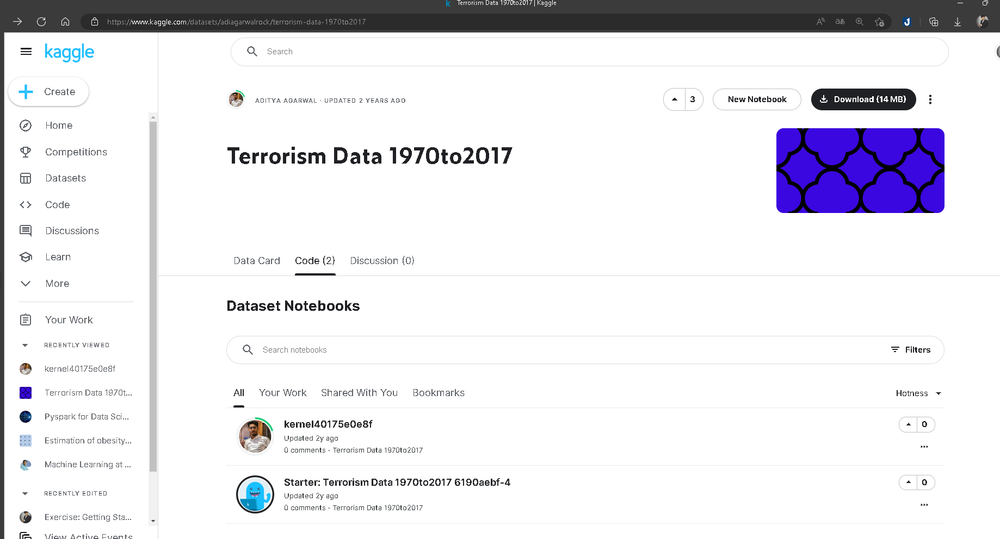 Terrorism Data 1970to2017 | Kaggle
https://www.kaggle.com/datasets/adiagarwalrock/terrorism-data-1970to2017
kaggle
Search
Create
ADITYA AGARWAL · UPDATED 2 YEARS AGO
3
New Notebook
Download (14 MB)
Home
Competitions
Datasets
Code
Discussions
Learn
More
Your Work
RECENTLY VIEWED
kernel40175e0e8f
Terrorism Data 1970t...
Pyspark for Data Sci...
Estimation of obesity...
Machine Learning at ...
RECENTLY EDITED
Exercise: Getting Sta...
View Active Events
Terrorism Data 1970to2017
Data Card
Code (2)
Discussion (0)
Dataset Notebooks
Search notebooks
Filters
All
Your Work
Shared With You
Bookmarks
Hotness
kernel40175e0e8f
Updated 2y ago
0 comments · Terrorism Data 1970to2017
0
Starter: Terrorism Data 1970to2017 6190aebf-4
Updated 2y ago
0 comments · Terrorism Data 1970to2017
0